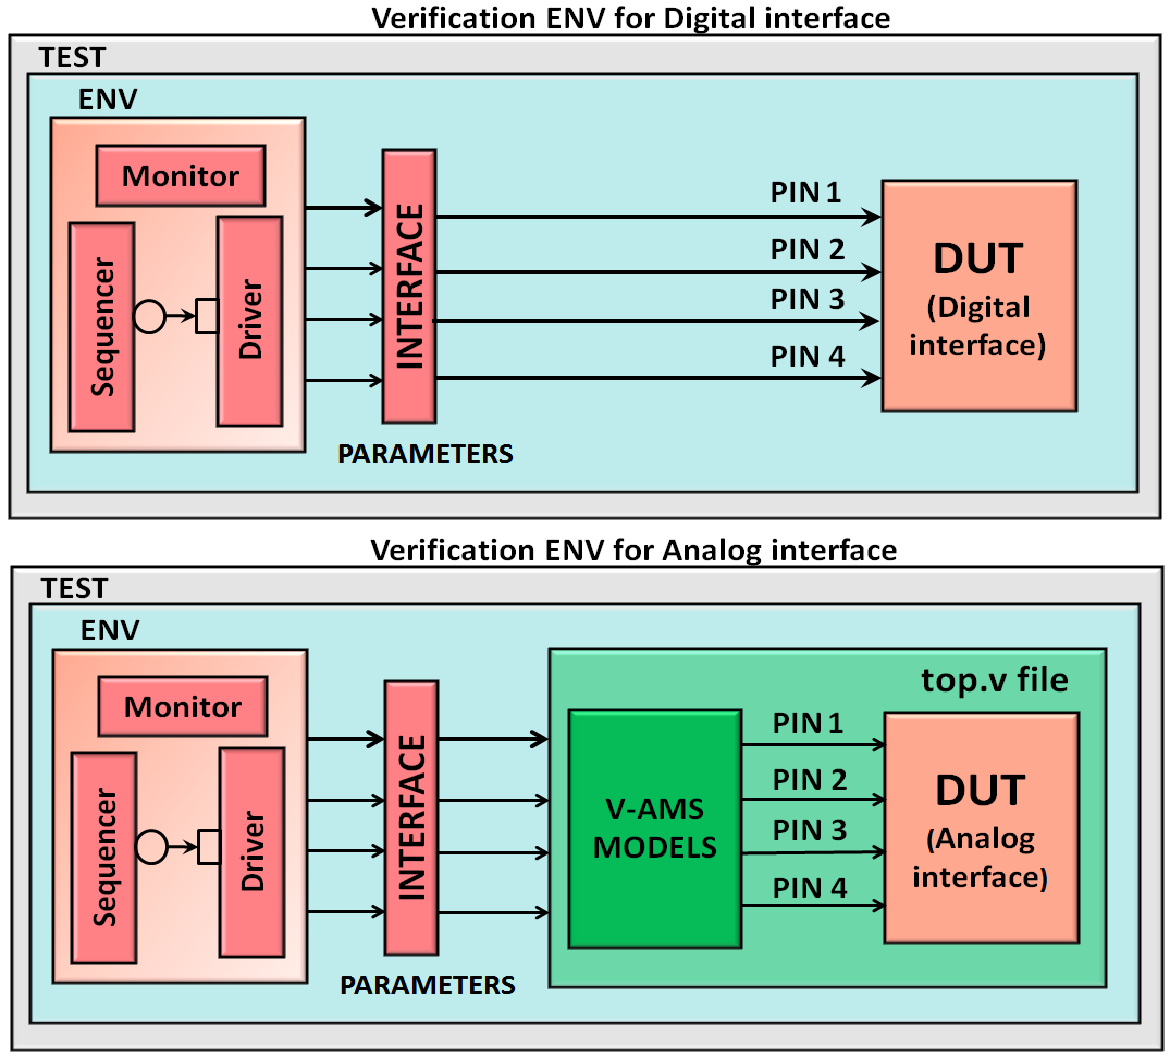 Verification ENV for Digital interface
TEST
ENV
Monitor
Sequencer
Driver
INTERFACE
PARAMETERS
PIN 1
PIN 2
PIN 3
PIN 4
DUT
(Digital
interface)
Verification ENV for Analog interface
TEST
ENV
Monitor
Sequencer
Driver
INTERFACE
PARAMETERS
top.v file
V-AMS
MODELS
PIN 1
PIN 2
PIN 3
PIN 4
DUT
(Analog
interface)